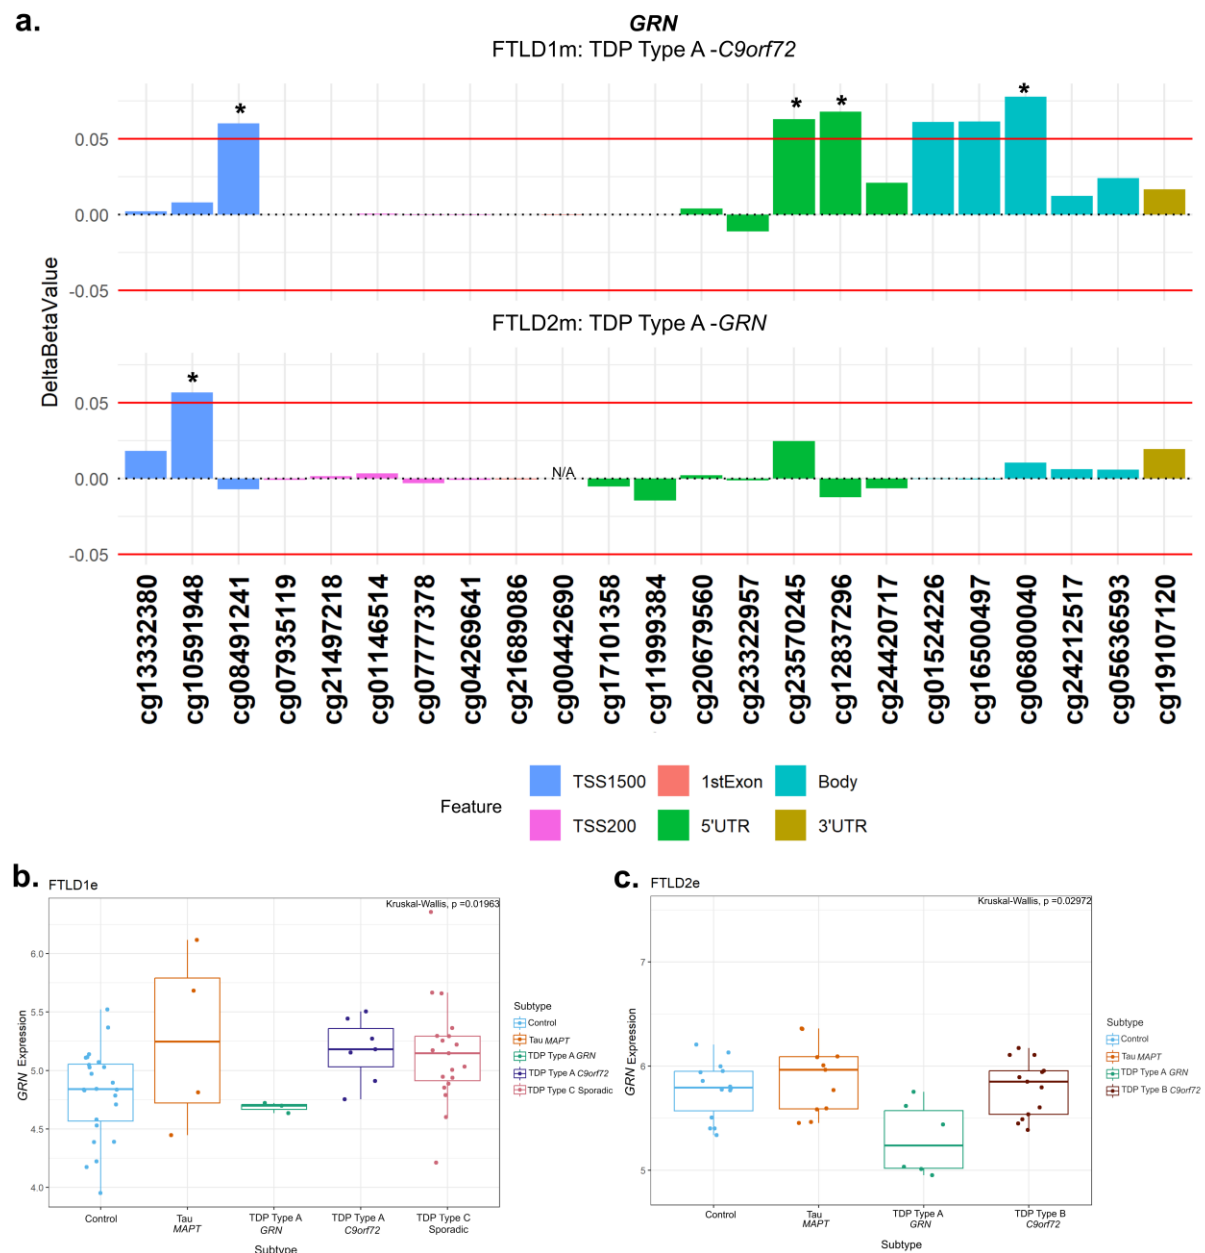 a.
GRN
FTLD1m: TDP Type A -C9orf72
*
*
*
*
0.05
0.00
-0.05
DeltaBetaValue
FTLD2m: TDP Type A -GRN
*
0.05
0.00
-0.05
N/A
cg13332380
cg10591948
cg08491241
cg07935119
cg21497218
cg01146514
cg07777378
cg04269641
cg21689086
cg00442690
cg17101358
cg11999384
cg20679560
cg23322957
cg23570245
cg12837296
cg24420717
cg01524226
cg16500497
cg06800040
cg24212517
cg05636593
cg19107120
Feature
TSS1500
1stExon
Body
TSS200
5'UTR
3'UTR
b.
FTLD1e
Kruskal-Wallis, p =0.01963
6.0
5.5
5.0
4.5
4.0
GRN Expression
Control
Tau
MAPT
TDP Type A
GRN
TDP Type A
C9orf72
TDP Type C
Sporadic
Subtype
Subtype
Control
Tau MAPT
TDP Type A GRN
TDP Type A C9orf72
TDP Type C Sporadic
c.
FTLD2e
Kruskal-Wallis, p =0.02972
7
6
5
GRN Expression
Control
Tau
MAPT
TDP Type A
GRN
TDP Type B
C9orf72
Subtype
Subtype
Control
Tau MAPT
TDP Type A GRN
TDP Type B C9orf72